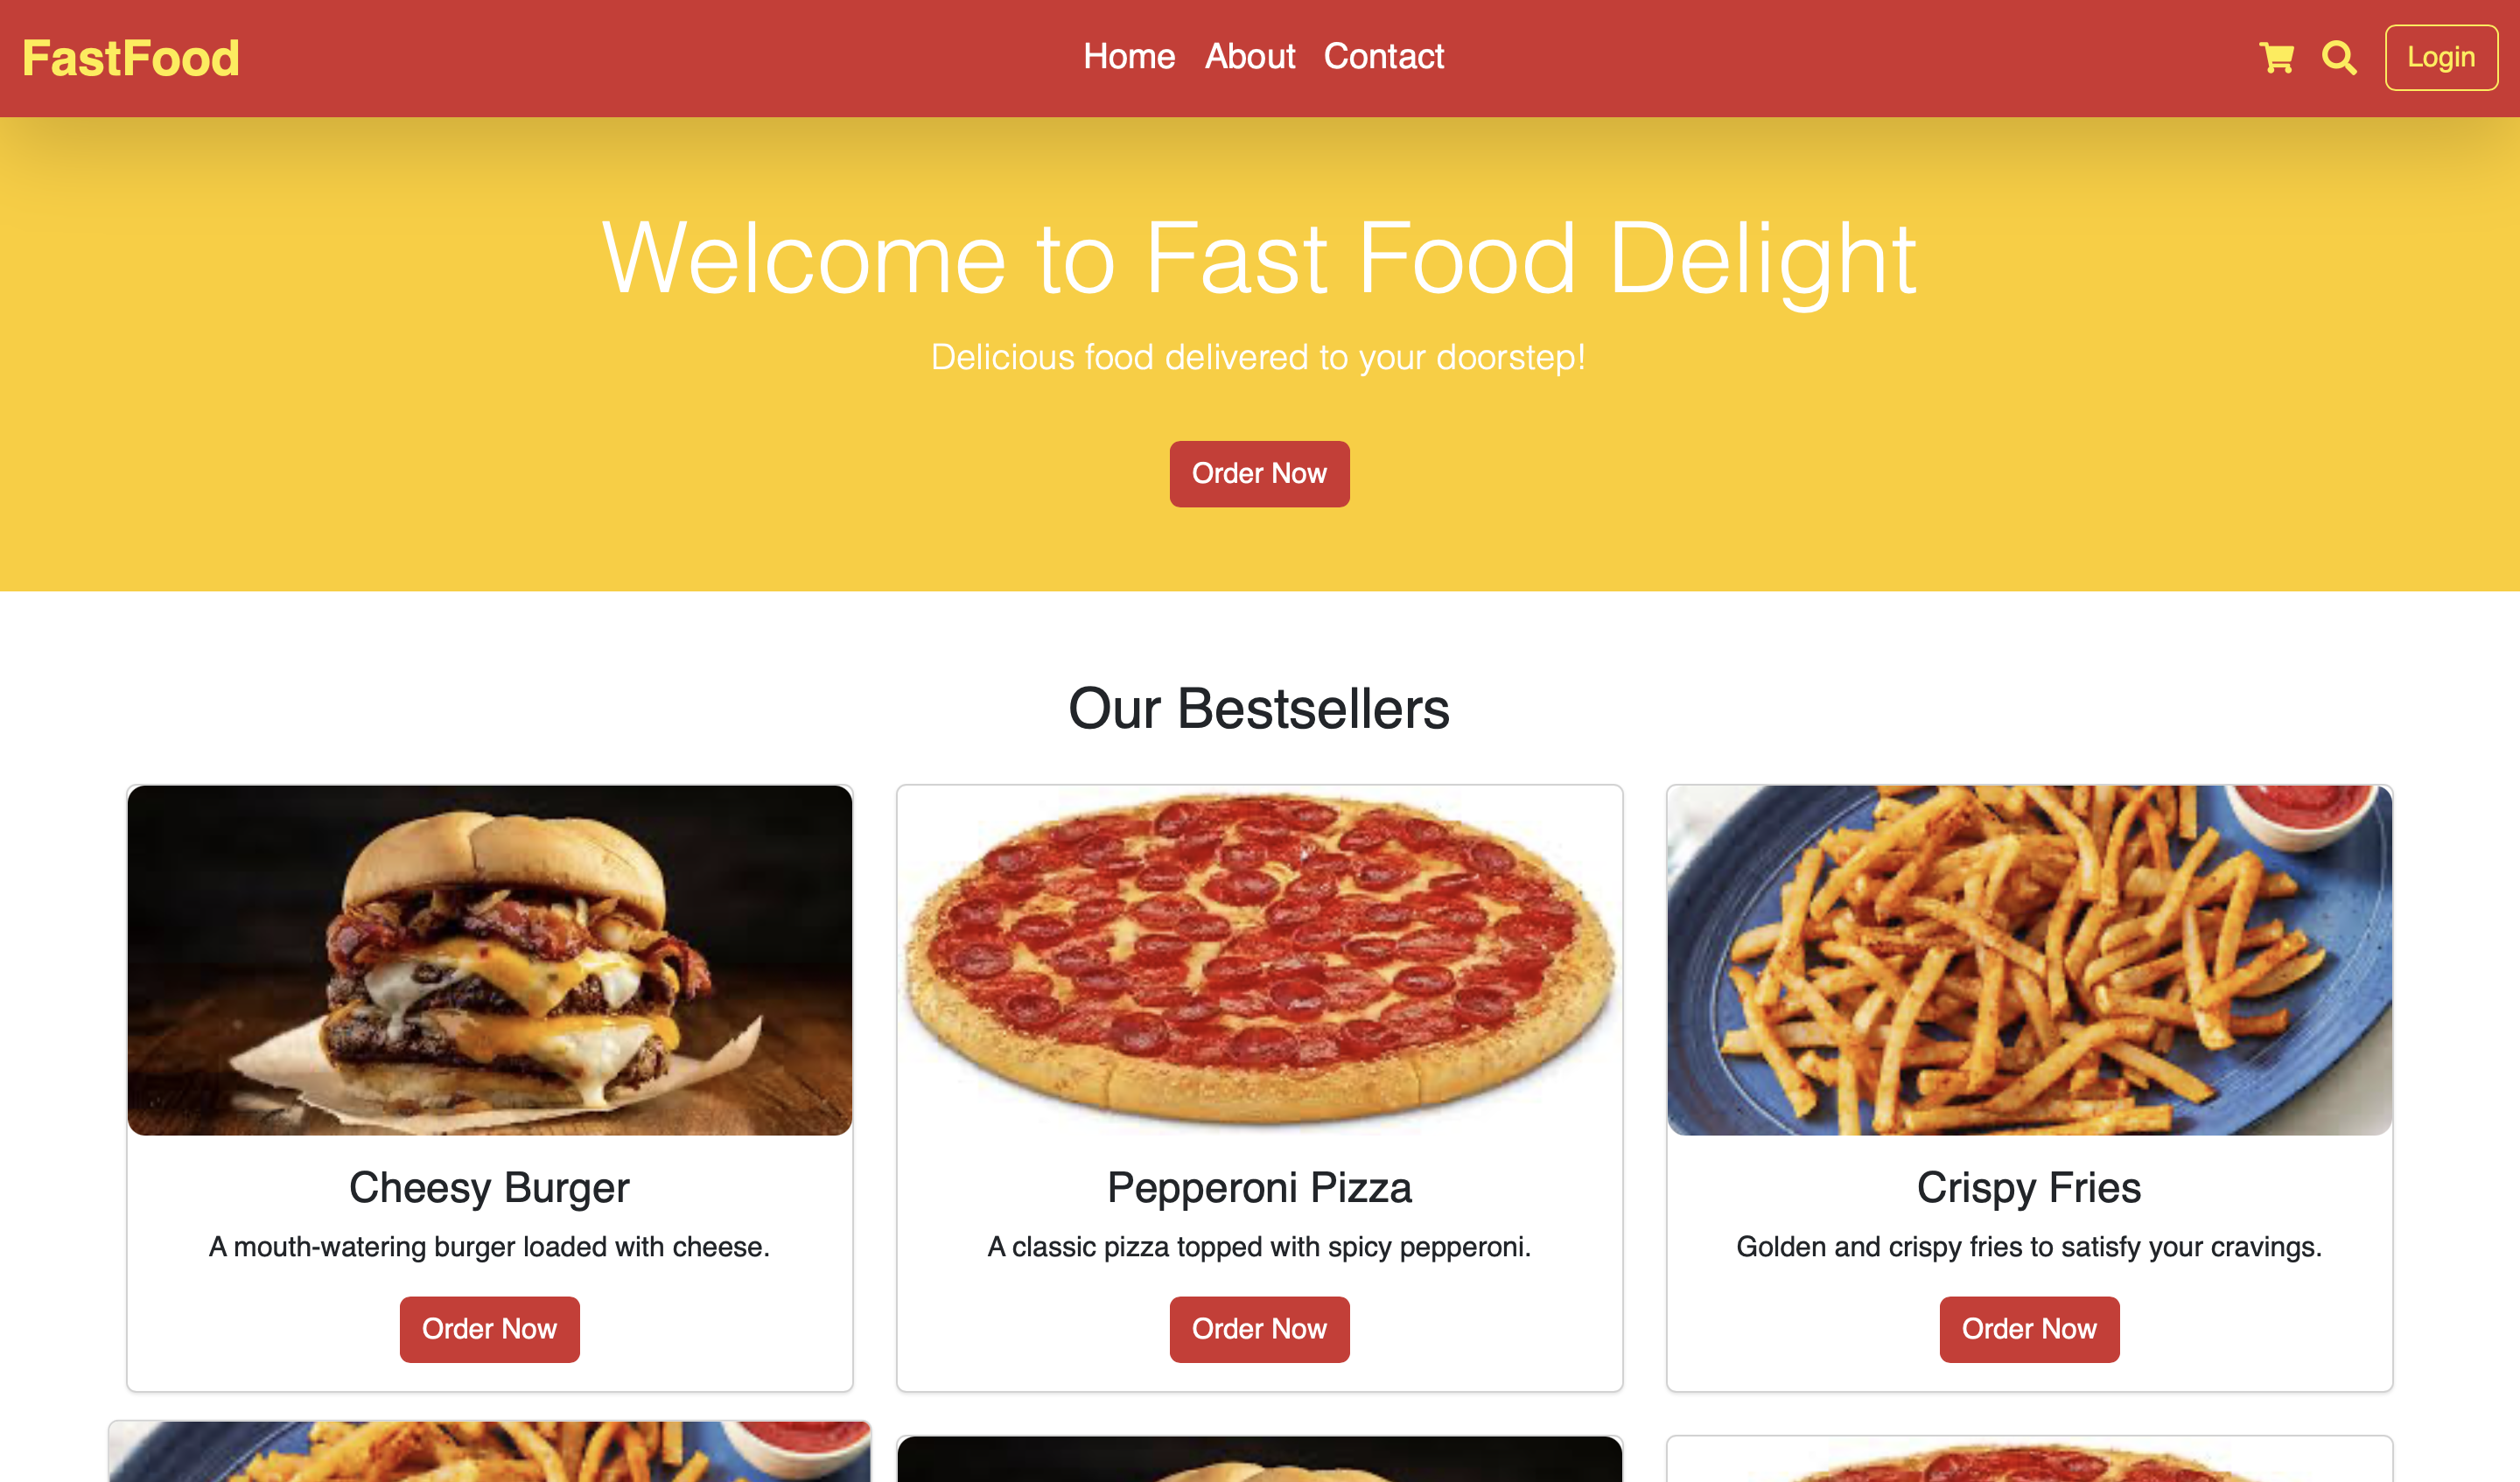 FastFood
Home About Contact
Login
Welcome to Fast Food Delight
Delicious food delivered to your doorstep!
Order Now
Our Bestsellers
Cheesy Burger
A mouth-watering burger loaded with cheese.
Order Now
Pepperoni Pizza
A classic pizza topped with spicy pepperoni.
Order Now
Crispy Fries
Golden and crispy fries to satisfy your cravings.
Order Now